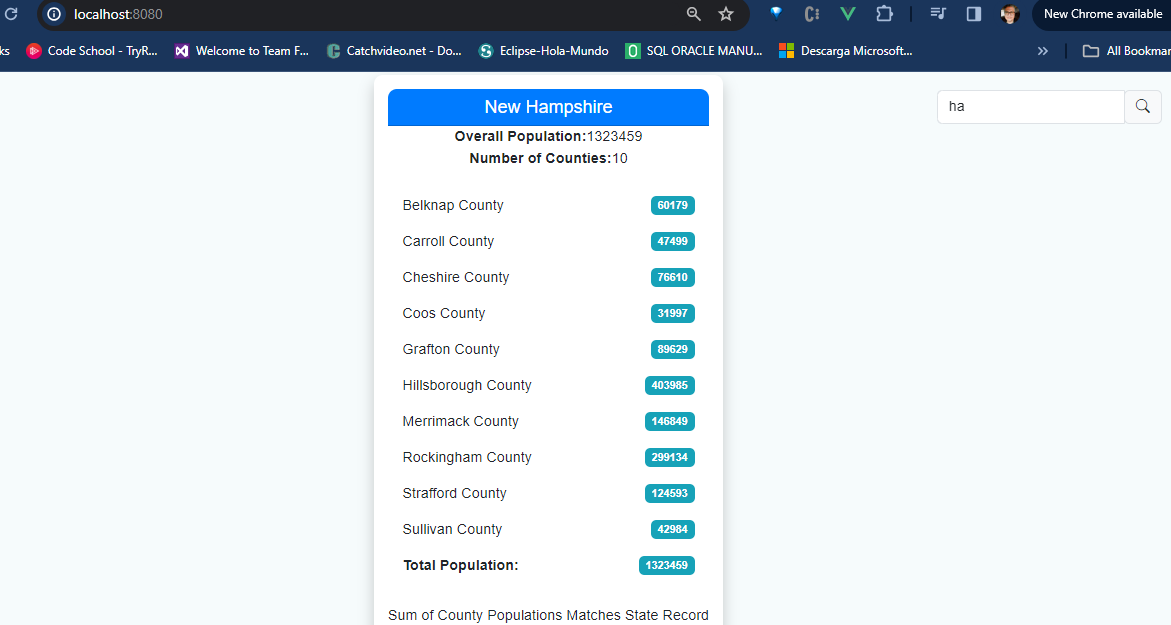 localhost:8080
New Chrome available
ks
Code School - TryR...
Welcome to Team F...
Catchvideo.net - Do...
Eclipse-Hola-Mundo
SQL ORACLE MANU...
Descarga Microsoft...
»
All Bookmar
New Hampshire
ha
Overall Population:1323459
Number of Counties:10
Belknap County 60179
Carroll County 47499
Cheshire County 76610
Coos County 31997
Grafton County 89629
Hillsborough County 403985
Merrimack County 146849
Rockingham County 299134
Strafford County 124593
Sullivan County 42984
Total Population: 1323459
Sum of County Populations Matches State Record